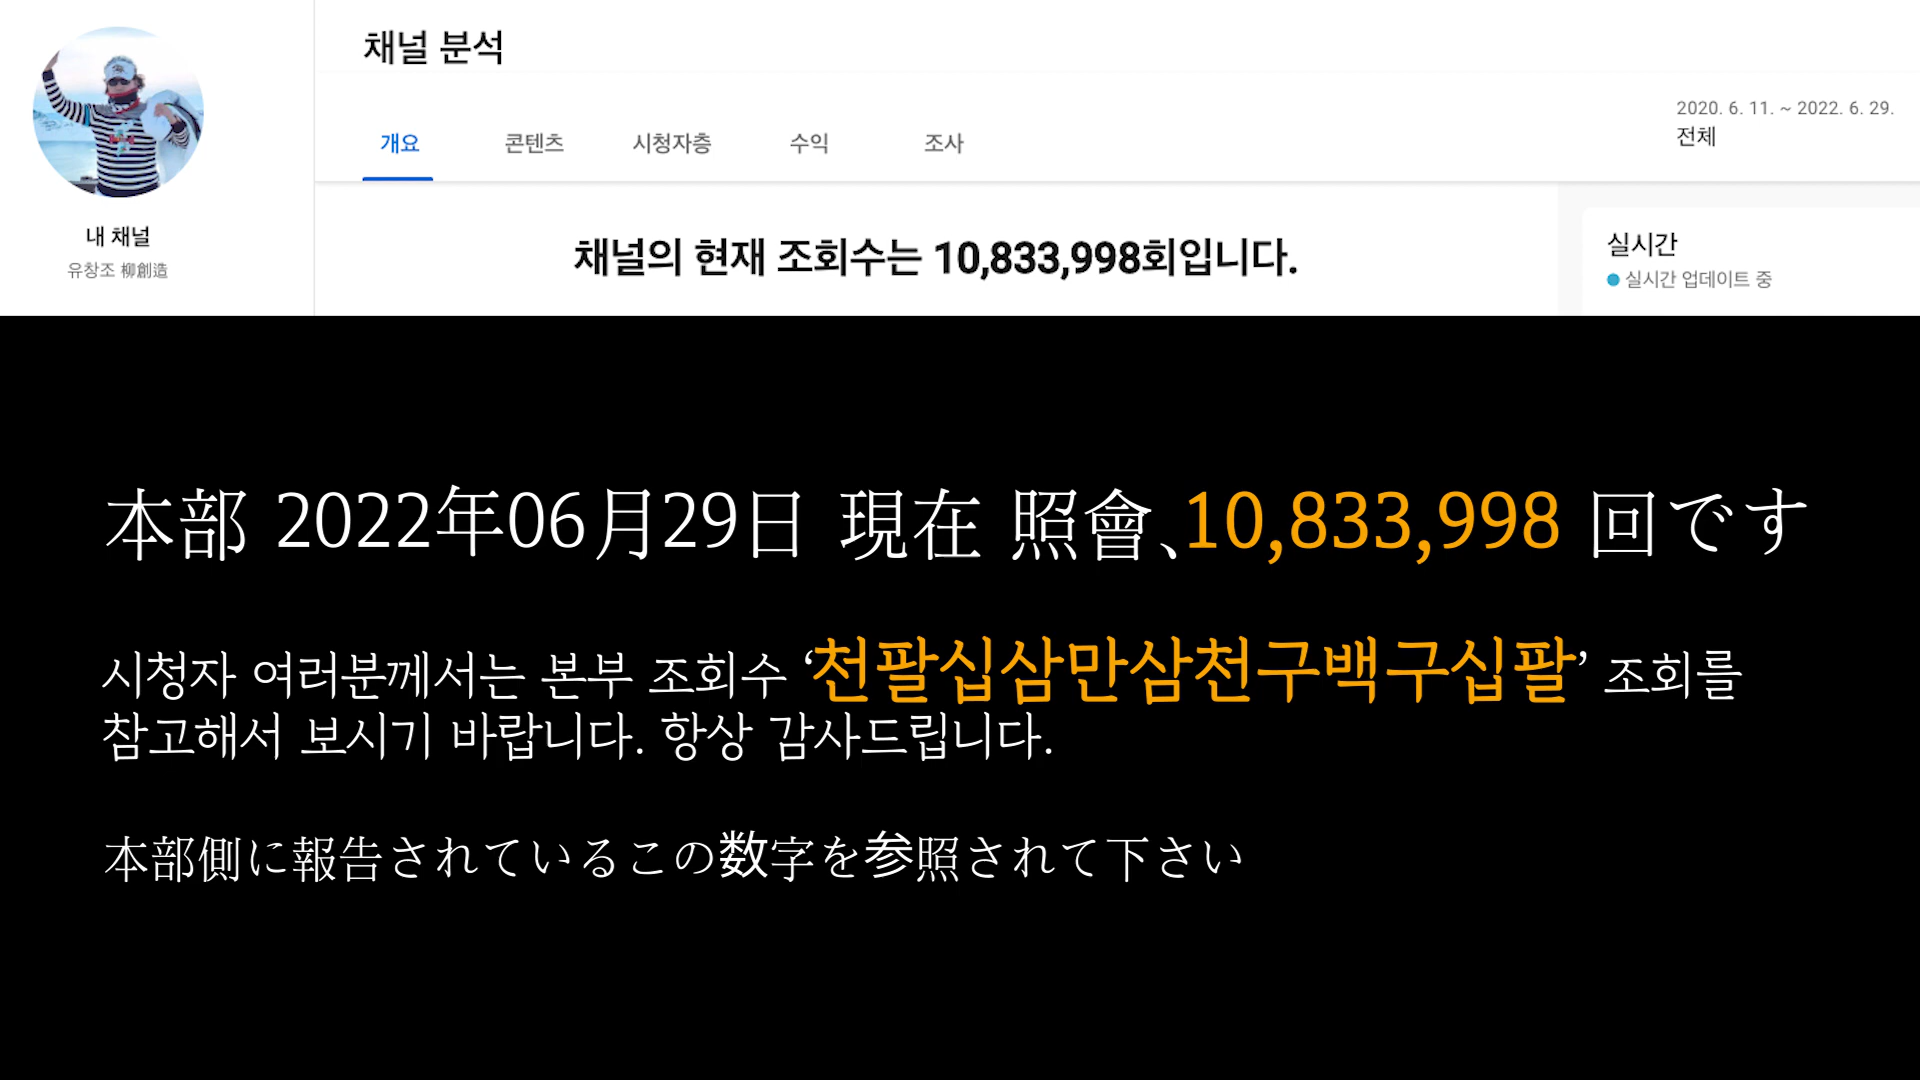 채널 분석
2020. 6. 11. ~ 2022. 6. 29.
전체
개요 콘텐츠 시청자층 수익 조사
내 채널
유창조 柳創造
채널의 현재 조회수는 10,833,998회입니다.
실시간
실시간 업데이트 중
本部 2022年06月29日 現在 照會、10,833,998 回です
시청자 여러분께서는 본부 조회수 ‘천팔십삼만삼천구백구십팔’ 조회를
참고해서 보시기 바랍니다. 항상 감사드립니다.
本部側に報告されているこの数字を参照されて下さい